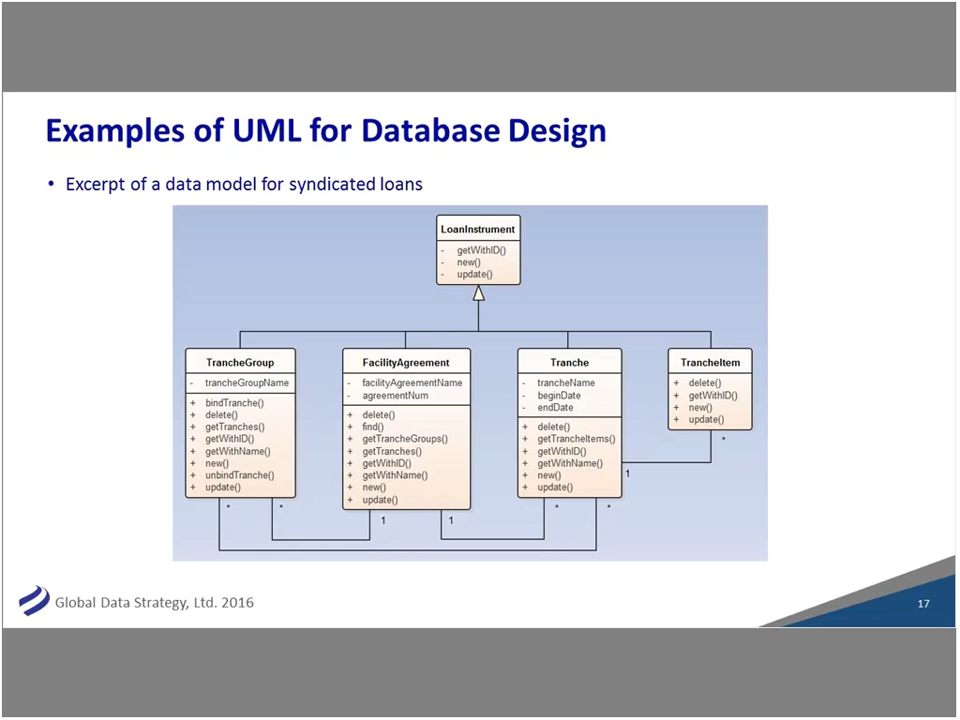 Examples of UML for Database Design
• Excerpt of a data model for syndicated loans
LoanInstrument
- getWithID()
- new()
- update()
TrancheGroup
- trancheGroupName
+ bindTranche()
+ delete()
+ getTranches()
+ getWithID()
+ getWithName()
+ new()
+ unbindTranche()
+ update()
* *
FacilityAgreement
- facilityAgreementName
- agreementNum
+ delete()
+ find()
+ getTrancheGroups()
+ getTranches()
+ getWithID()
+ getWithName()
+ new()
+ update()
1 1
Tranche
- trancheName
- beginDate
- endDate
+ delete()
+ getTrancheItems()
+ getWithID()
+ getWithName()
+ new()
+ update()
* *
1
TrancheItem
+ delete()
+ getWithID()
+ new()
+ update()
*
Global Data Strategy, Ltd. 2016
17